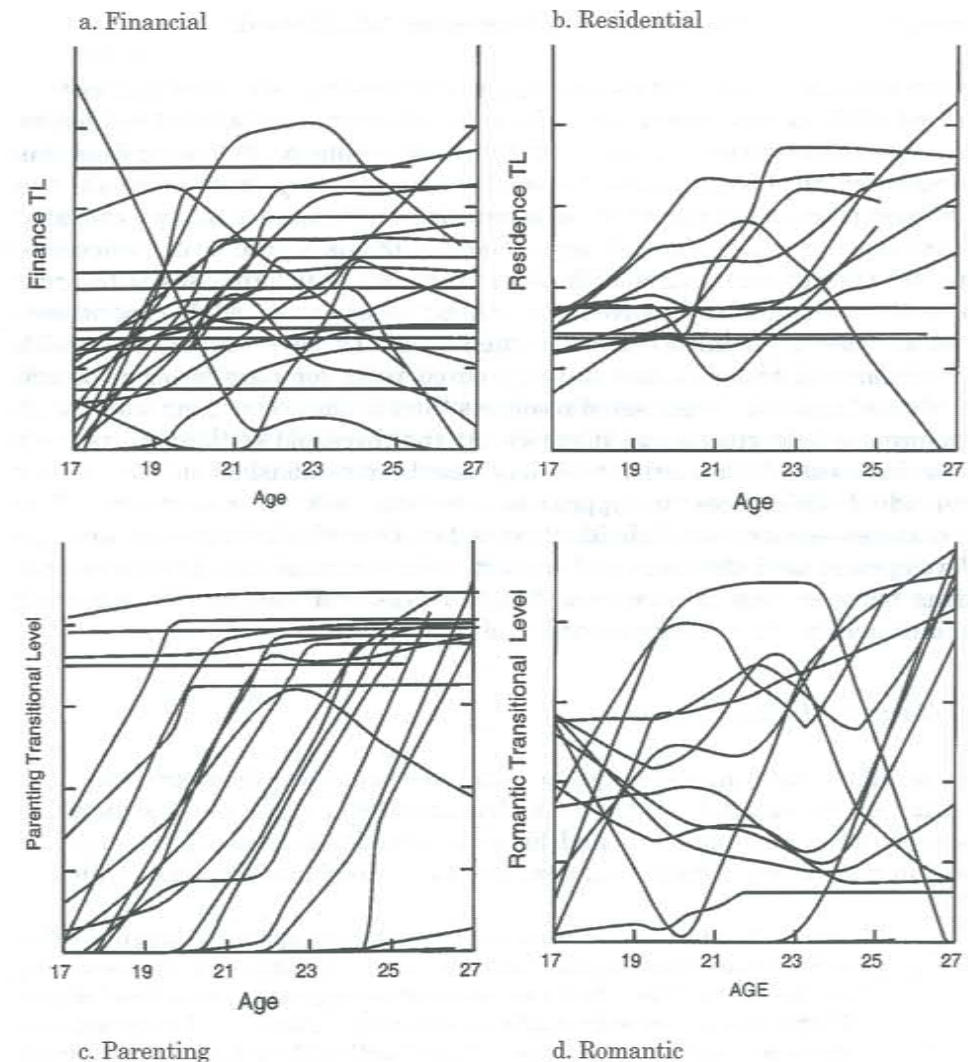 a. Financial
b. Residential
Finance TL
Residence TL
17 19 21 23 25 27
Age
17 19 21 23 25 27
Age
Parenting Transitional Level
Romantic Transitional Level
17 19 21 23 25 27
Age
17 19 21 23 25 27
AGE
c. Parenting
d. Romantic